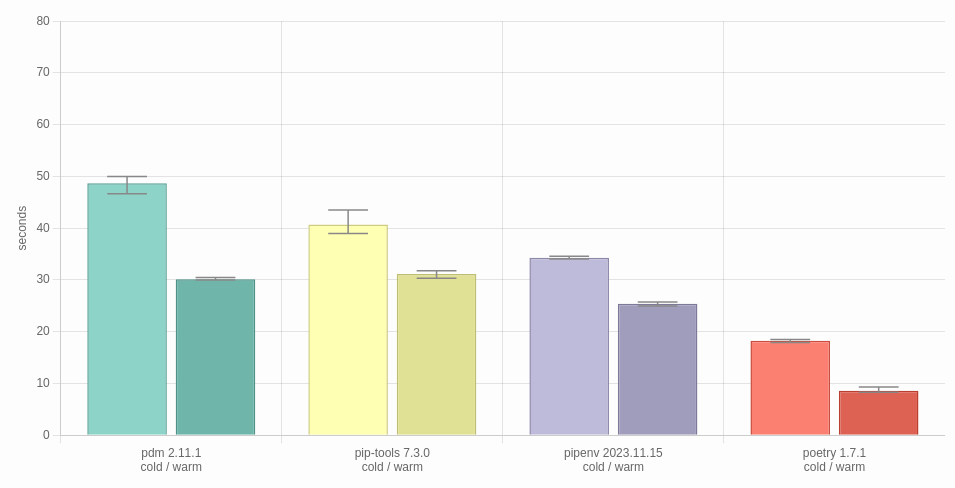 80
70
60
50
40
30
20
10
0
seconds
pdm 2.11.1
cold / warm
pip-tools 7.3.0
cold / warm
pipenv 2023.11.15
cold / warm
poetry 1.7.1
cold / warm